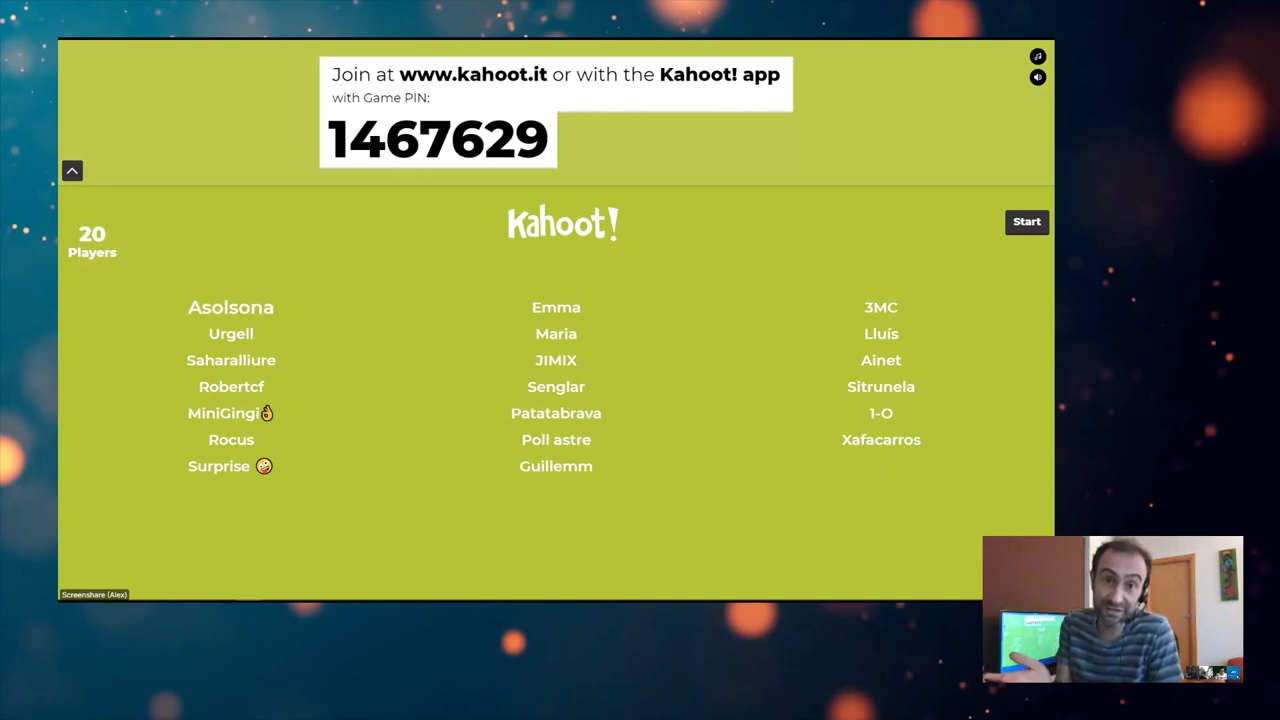 Join at www.kahoot.it or with the Kahoot! app
with Game PIN:
1467629
Kahoot!
20
Players
Start
Asolsona
Emma
3MC
Urgell
Maria
Lluís
Saharalliure
JIMIX
Ainet
Robertcf
Senglar
Sitrunela
MiniGingi👌
Patatabrava
1-O
Rocus
Poll astre
Xafacarros
Surprise 🤪
Guillemm
Screenshare (Alex)